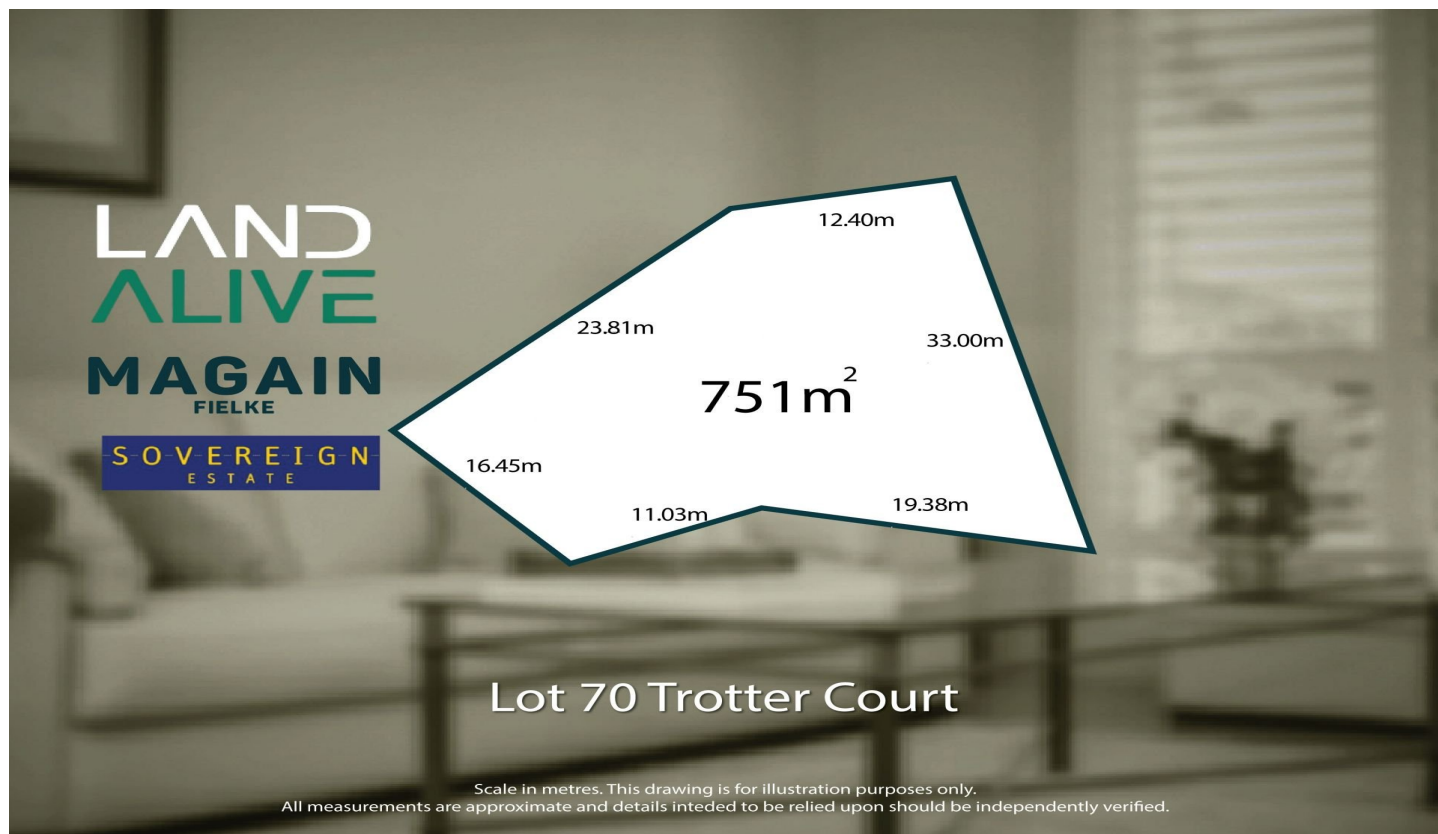 LAND
ALIVE
MAGAIN
FIELKE
SOVEREIGN
ESTATE
12.40m
23.81m
33.00m
751m²
16.45m
11.03m
19.38m
Lot 70 Trotter Court
Scale in metres. This drawing is for illustration purposes only.
All measurements are approximate and details inteded to be relied upon should be independently verified.